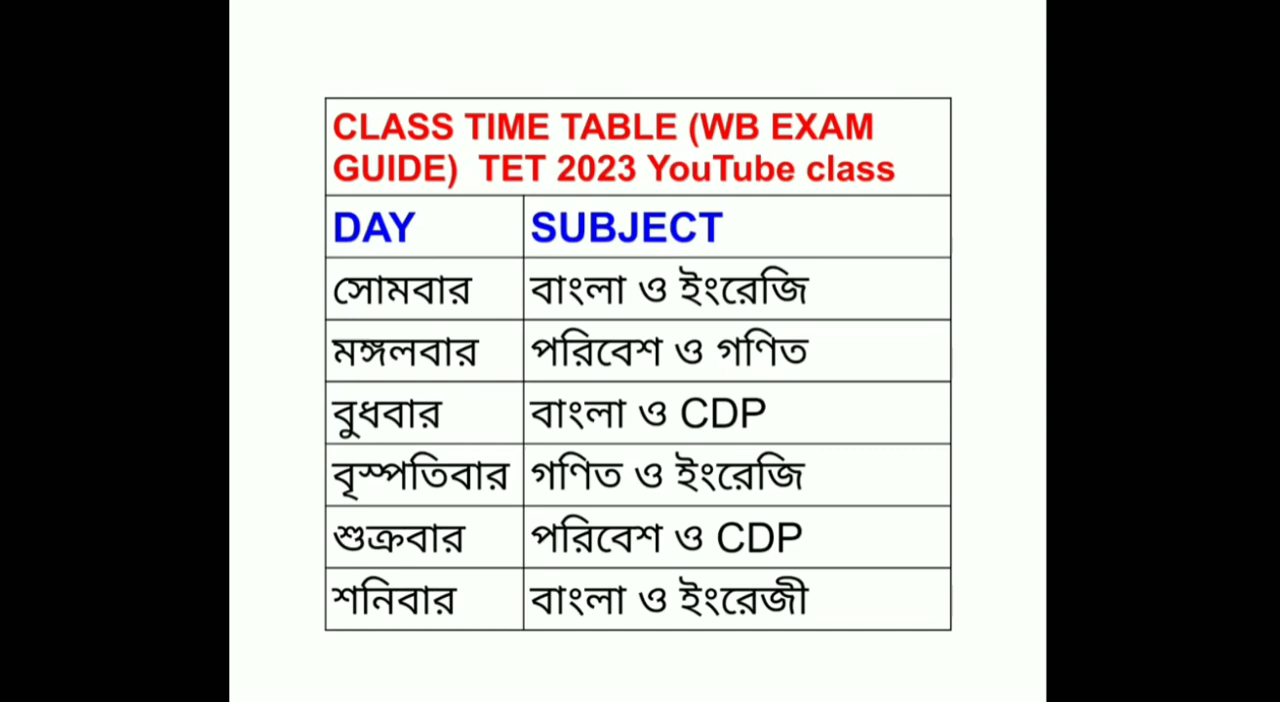 CLASS TIME TABLE (WB EXAM
GUIDE) TET 2023 YouTube class
DAY SUBJECT
সোমবার বাংলা ও ইংরেজি
মঙ্গলবার পরিবেশ ও গণিত
বুধবার বাংলা ও CDP
বৃস্পতিবার গণিত ও ইংরেজি
শুক্রবার পরিবেশ ও CDP
শনিবার বাংলা ও ইংরেজী